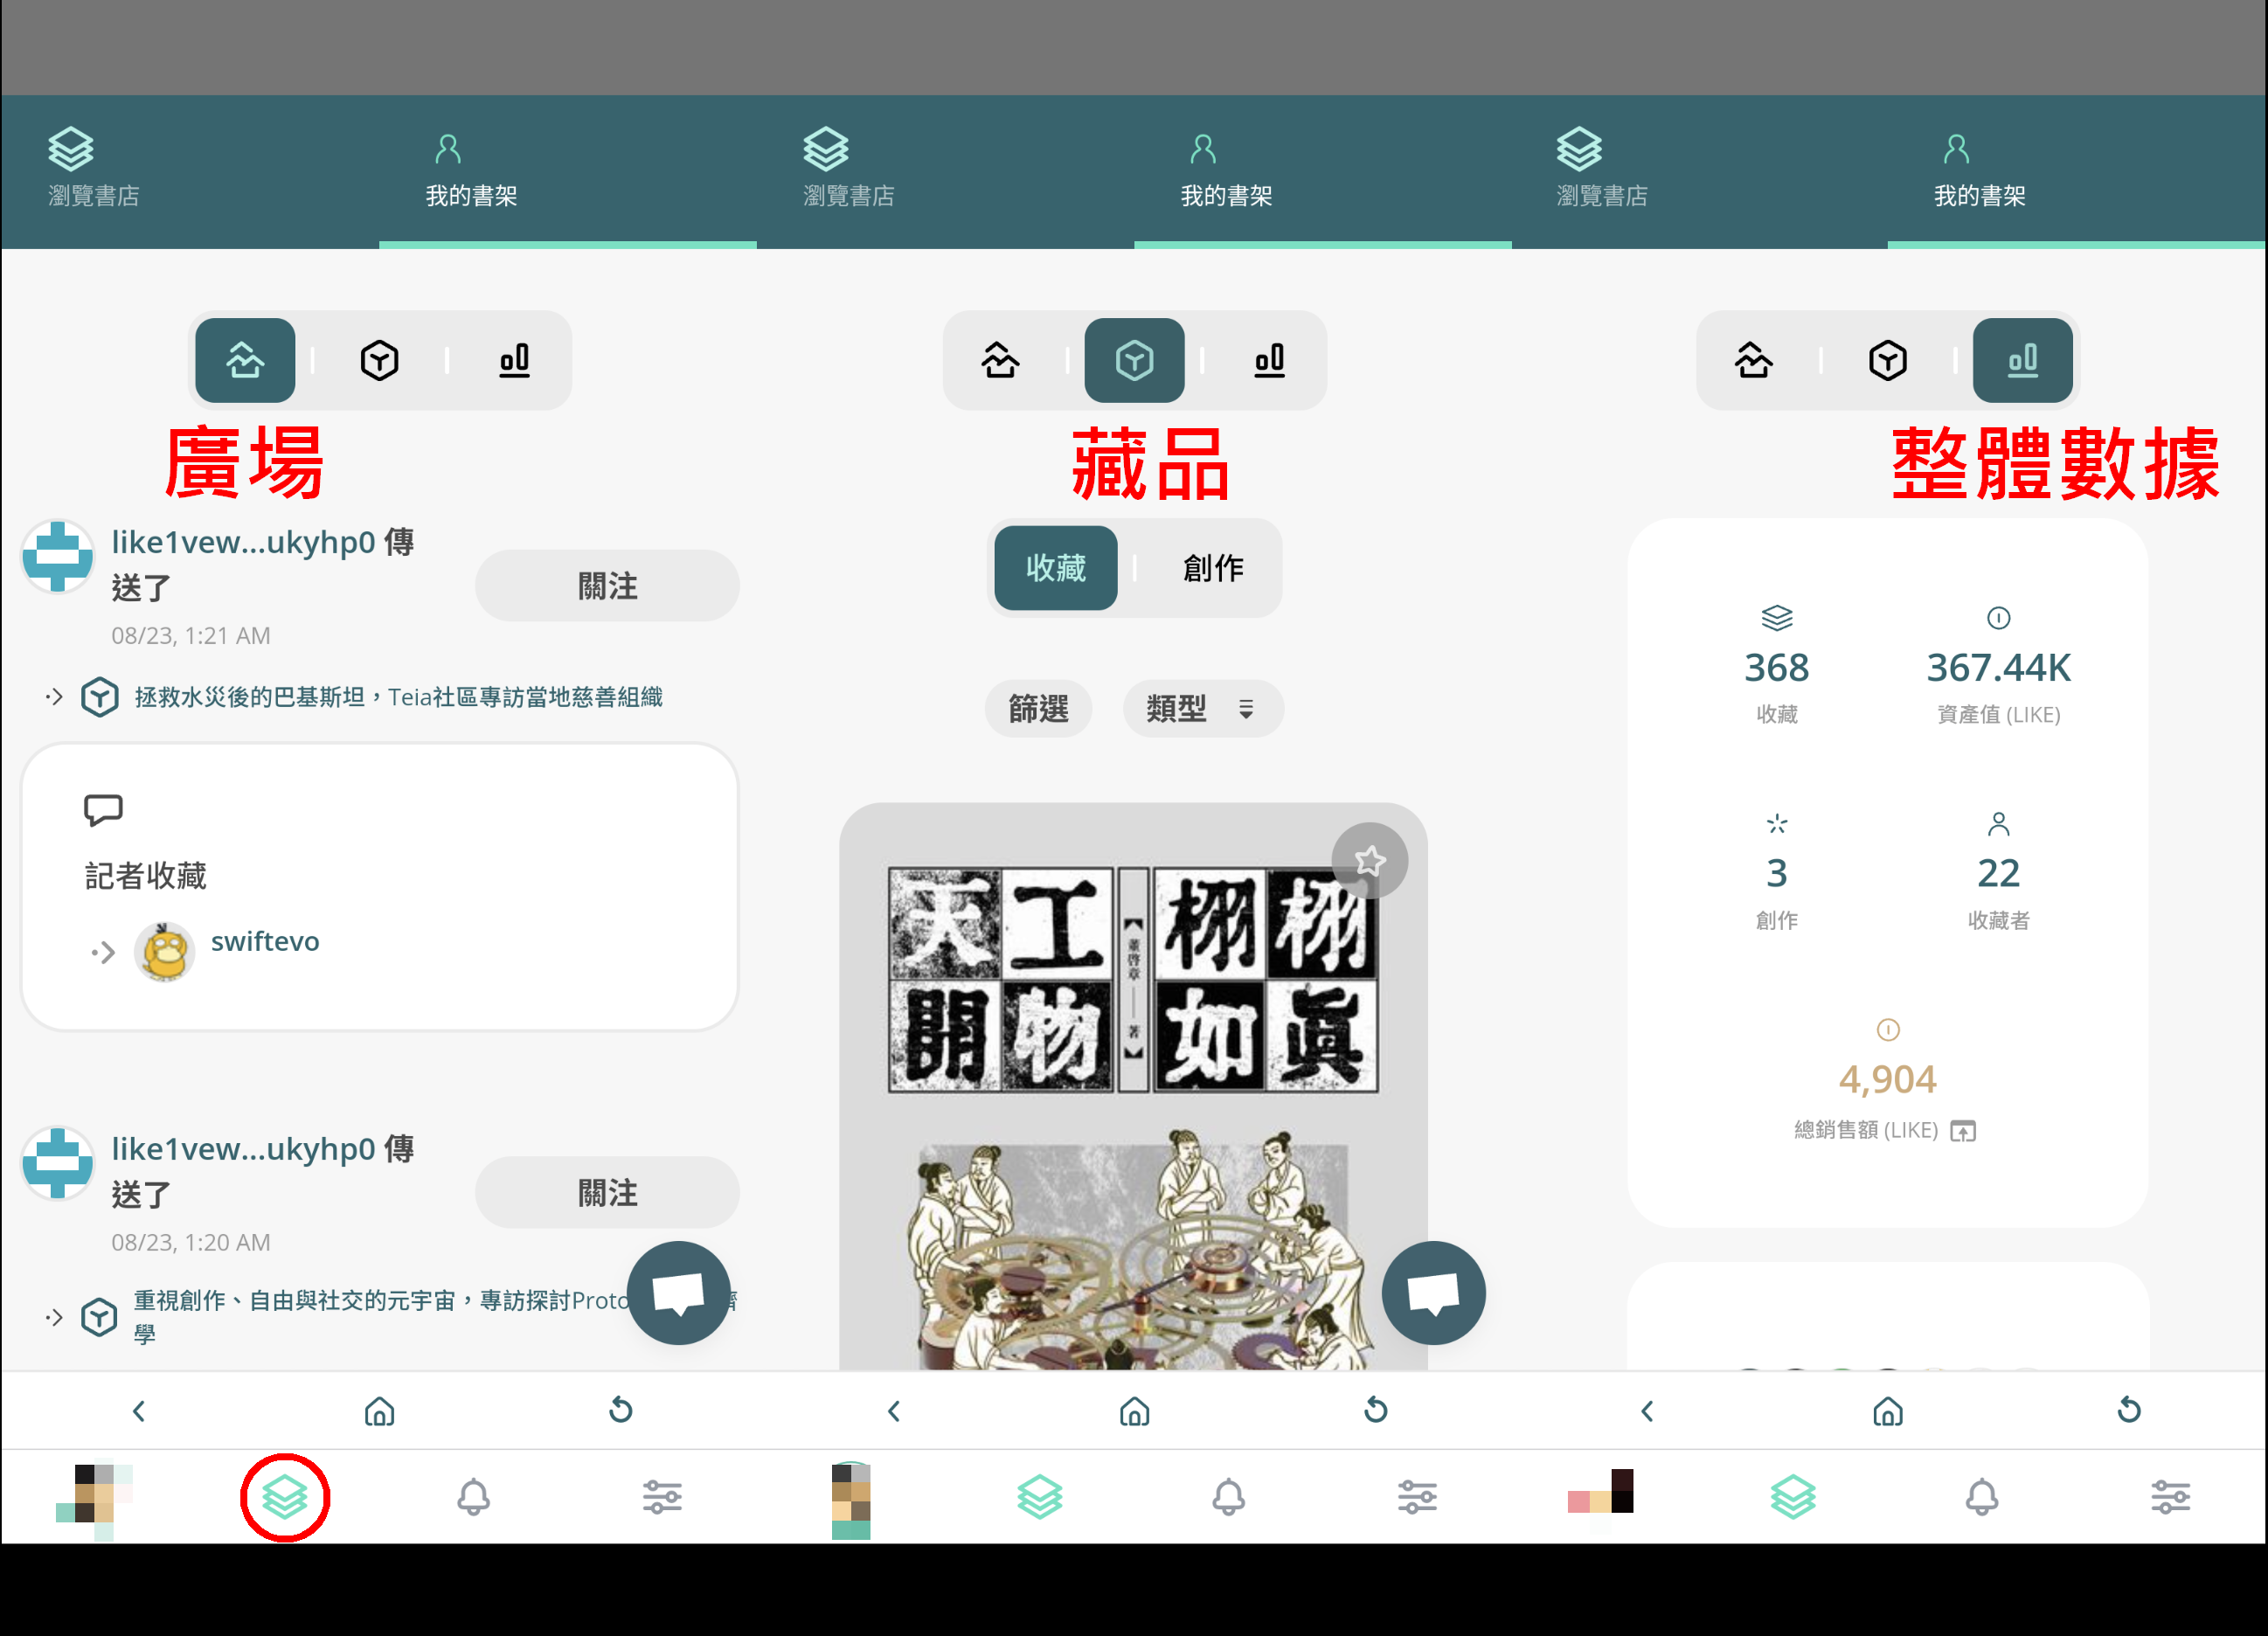 瀏覽書店
我的書架
廣場
like1vew...ukyhp0 傳
送了
08/23, 1:21 AM
關注
拯救水災後的巴基斯坦，Teia社區專訪當地慈善組織
記者收藏
swiftevo
like1vew...ukyhp0 傳
送了
08/23, 1:20 AM
關注
重視創作、自由與社交的元宇宙，專訪探討Proto
學
瀏覽書店
我的書架
藏品
收藏
創作
篩選
類型
天工
開物
【董啓章——著】
栩栩
如真
瀏覽書店
我的書架
整體數據
368
收藏
367.44K
資產值 (LIKE)
3
創作
22
收藏者
4,904
總銷售額 (LIKE)